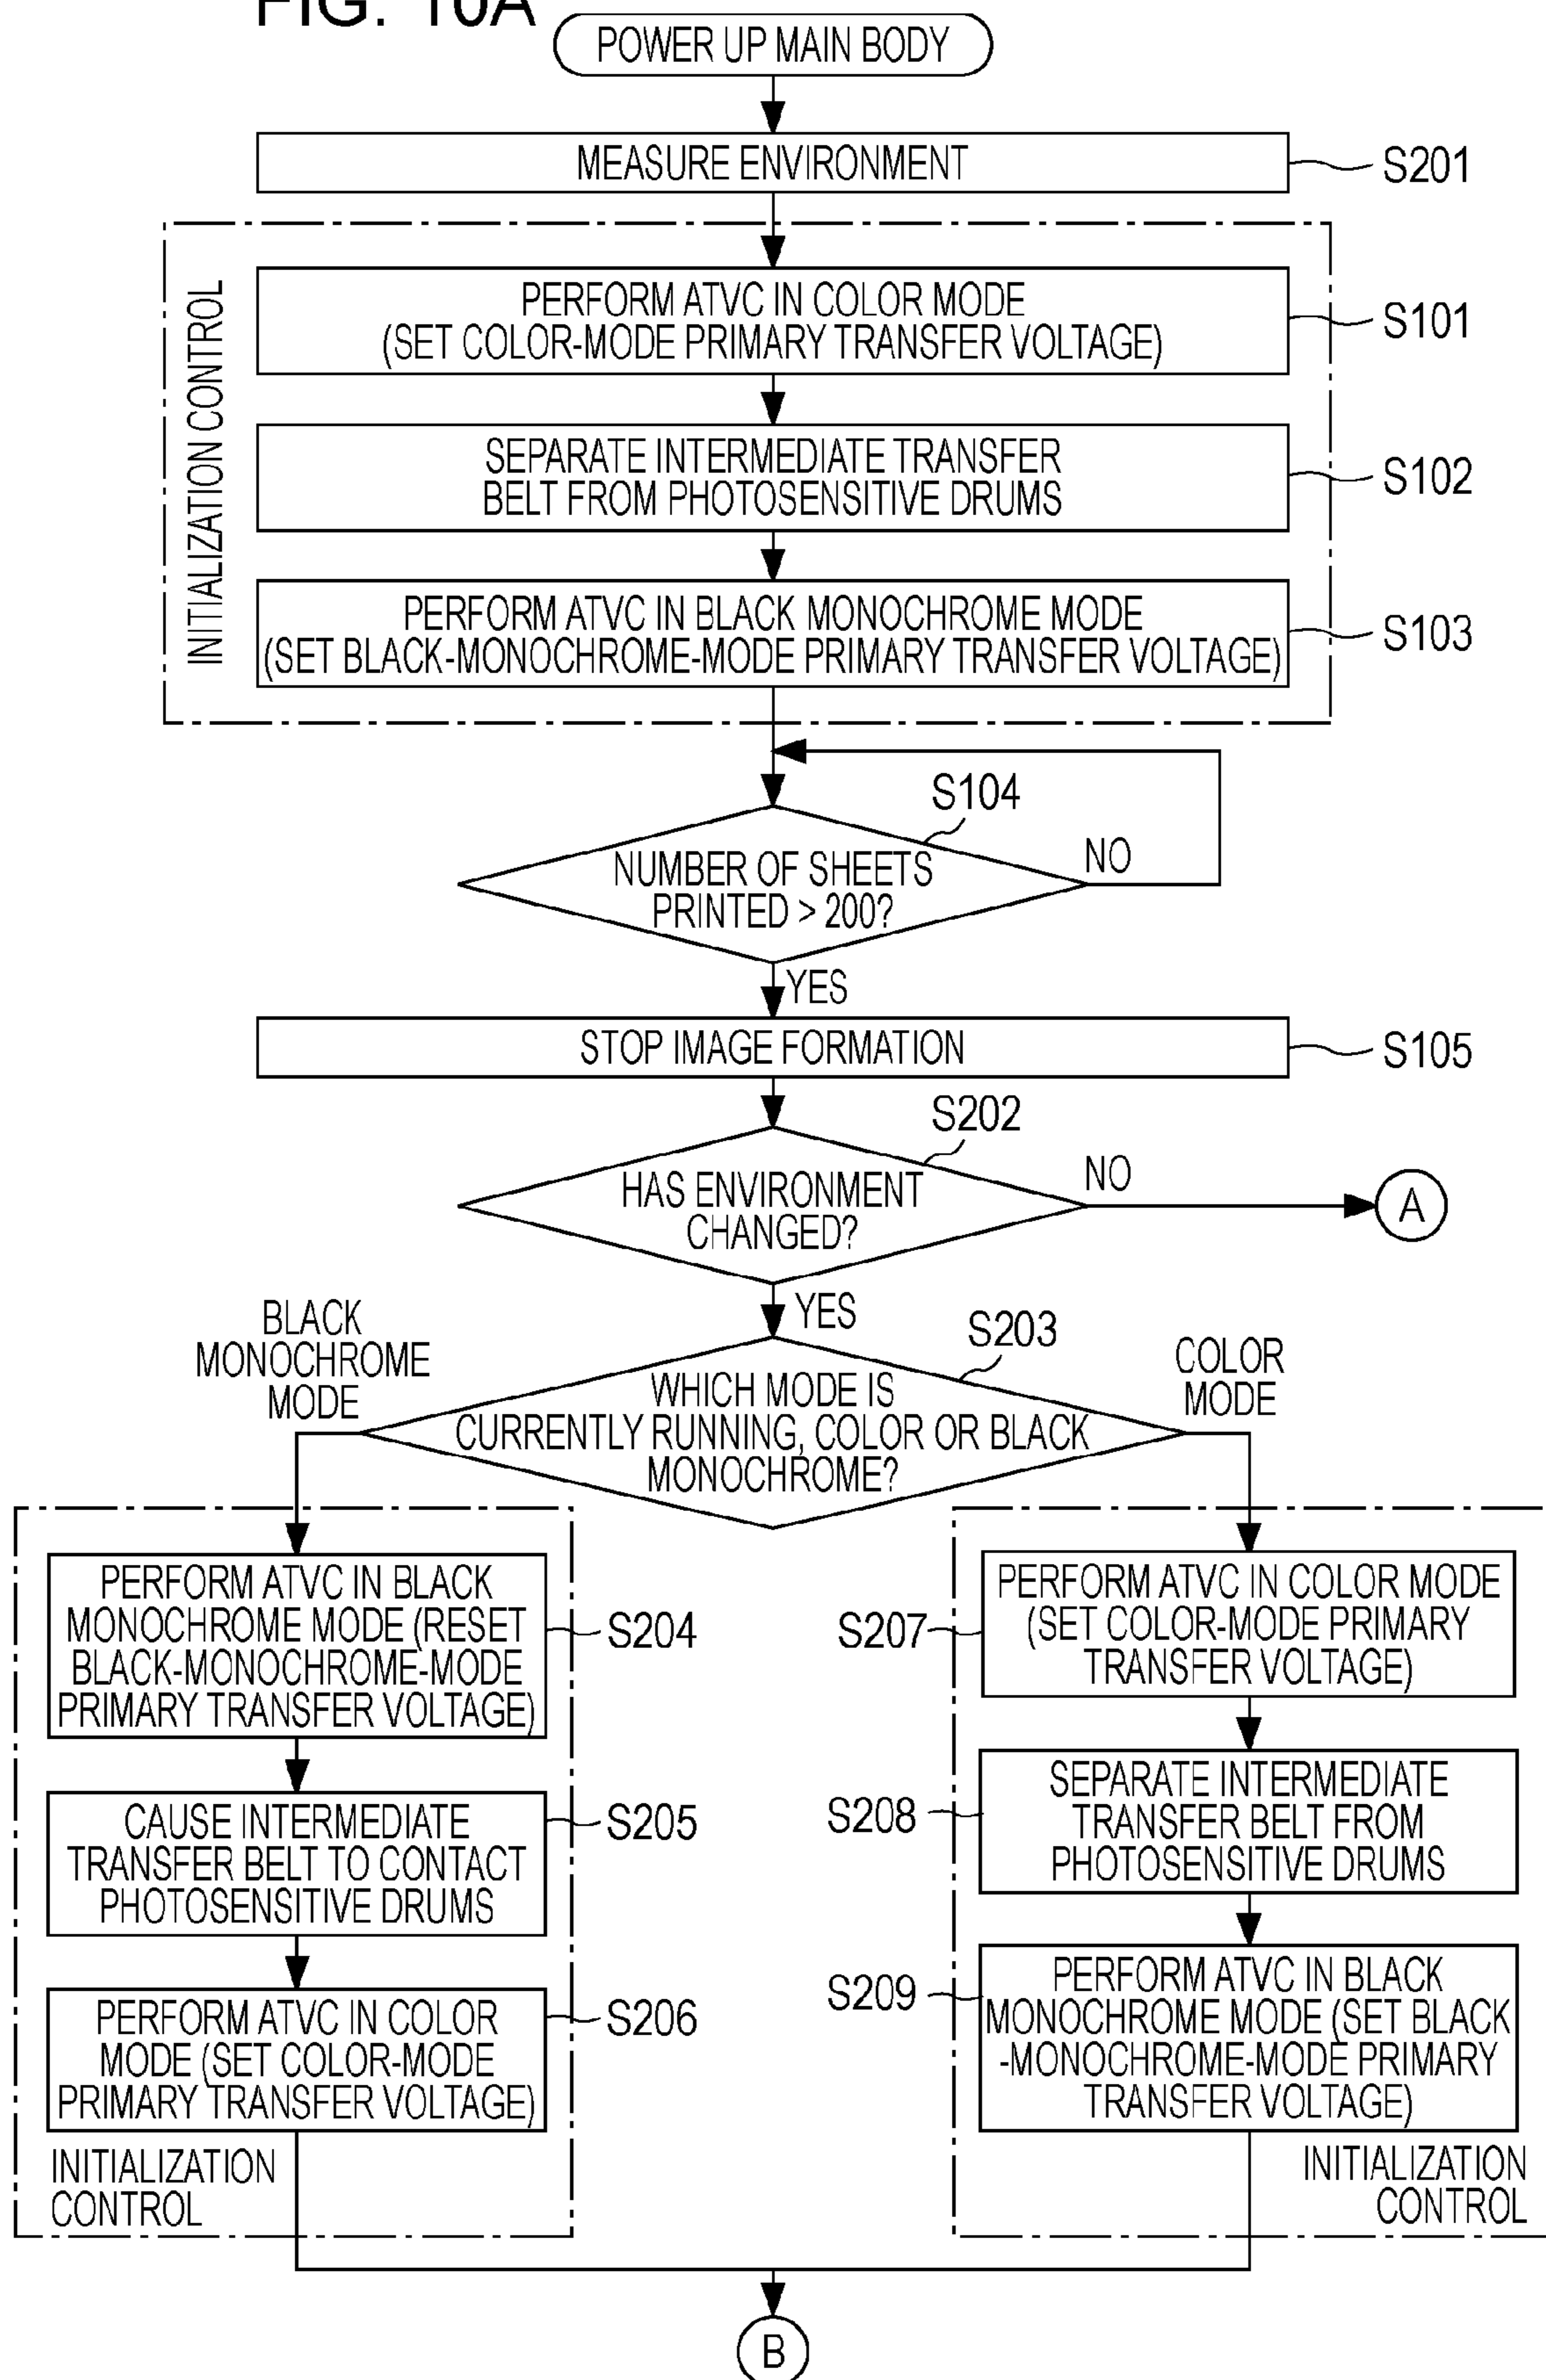 FIG. 10A
POWER UP MAIN BODY
MEASURE ENVIRONMENT
S201
INITIALIZATION CONTROL
PERFORM ATVC IN COLOR MODE
(SET COLOR-MODE PRIMARY TRANSFER VOLTAGE)
S101
SEPARATE INTERMEDIATE TRANSFER
BELT FROM PHOTOSENSITIVE DRUMS
S102
PERFORM ATVC IN BLACK MONOCHROME MODE
(SET BLACK-MONOCHROME-MODE PRIMARY TRANSFER VOLTAGE)
S103
S104
NUMBER OF SHEETS
PRINTED > 200?
NO
YES
STOP IMAGE FORMATION
S105
S202
HAS ENVIRONMENT
CHANGED?
NO
A
YES
BLACK
MONOCHROME
MODE
S203
COLOR
MODE
WHICH MODE IS
CURRENTLY RUNNING, COLOR OR BLACK
MONOCHROME?
PERFORM ATVC IN BLACK
MONOCHROME MODE (RESET
BLACK-MONOCHROME-MODE
PRIMARY TRANSFER VOLTAGE)
S204
CAUSE INTERMEDIATE
TRANSFER BELT TO CONTACT
PHOTOSENSITIVE DRUMS
S205
PERFORM ATVC IN COLOR
MODE (SET COLOR-MODE
PRIMARY TRANSFER VOLTAGE)
S206
INITIALIZATION
CONTROL
S207
PERFORM ATVC IN COLOR MODE
(SET COLOR-MODE PRIMARY
TRANSFER VOLTAGE)
S208
SEPARATE INTERMEDIATE
TRANSFER BELT FROM
PHOTOSENSITIVE DRUMS
S209
PERFORM ATVC IN BLACK
MONOCHROME MODE (SET BLACK
-MONOCHROME-MODE PRIMARY
TRANSFER VOLTAGE)
INITIALIZATION
CONTROL
B